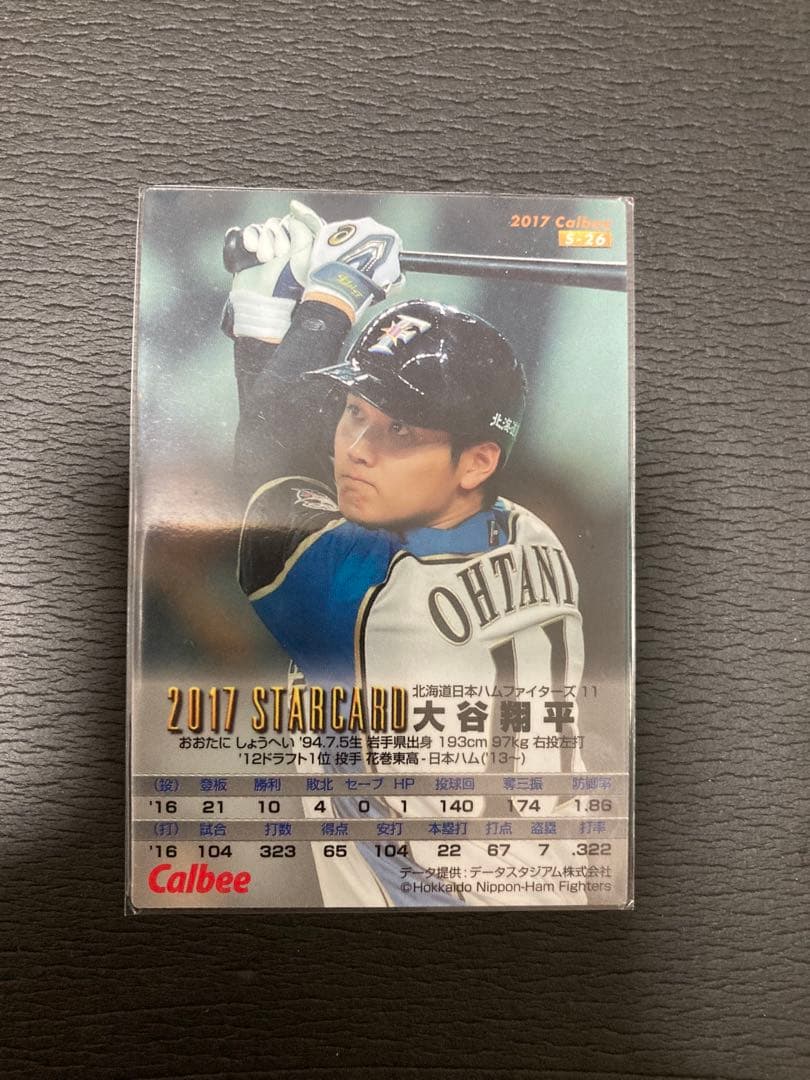 2017 Calbee
S-26
北海道
OHTANI
11
北海道日本ハムファイターズ 11
2017 STARCARD 大谷翔平
おおたに しょうへい '94.7.5生 岩手県出身 193cm 97kg 右投左打
'12ドラフト1位 投手 花巻東高-日本ハム('13~)
(投) 登板 勝利 敗北 セーブ HP 投球回 奪三振 防御率
'16 21 10 4 0 1 140 174 1.86
(打) 試合 打数 得点 安打 本塁打 打点 盗塁 打率
'16 104 323 65 104 22 67 7 .322
Calbee
データ提供:データスタジアム株式会社
©Hokkaido Nippon-Ham Fighters